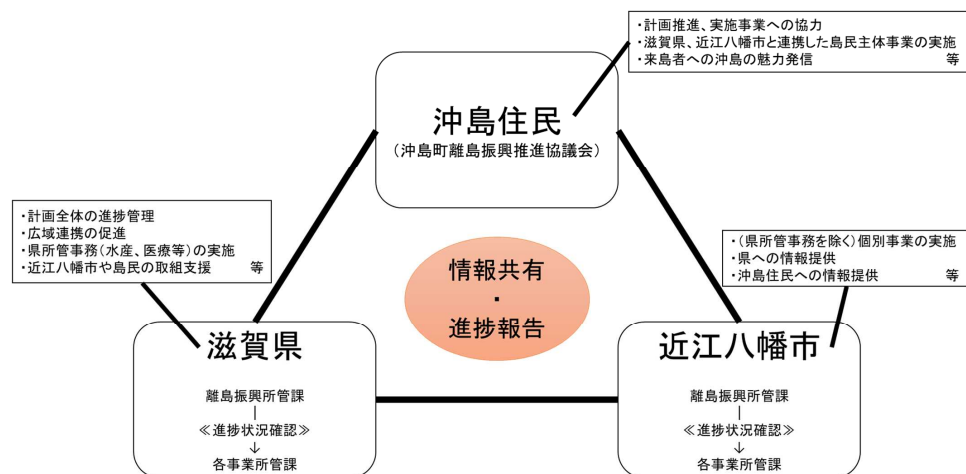 ・計画推進、実施事業への協力
・滋賀県、近江八幡市と連携した島民主体事業の実施
・来島者への沖島の魅力発信　　　　　等
沖島住民
（沖島町離島振興推進協議会）
・計画全体の進捗管理
・広域連携の促進
・県所管事務（水産、医療等）の実施
・近江八幡市や島民の取組支援　　等
・（県所管事務を除く）個別事業の実施
・県への情報提供
・沖島住民への情報提供　　　　等
情報共有
・
進捗報告
滋賀県
離島振興所管課
｜
≪進捗状況確認≫
↓
各事業所管課
近江八幡市
離島振興所管課
｜
≪進捗状況確認≫
↓
各事業所管課